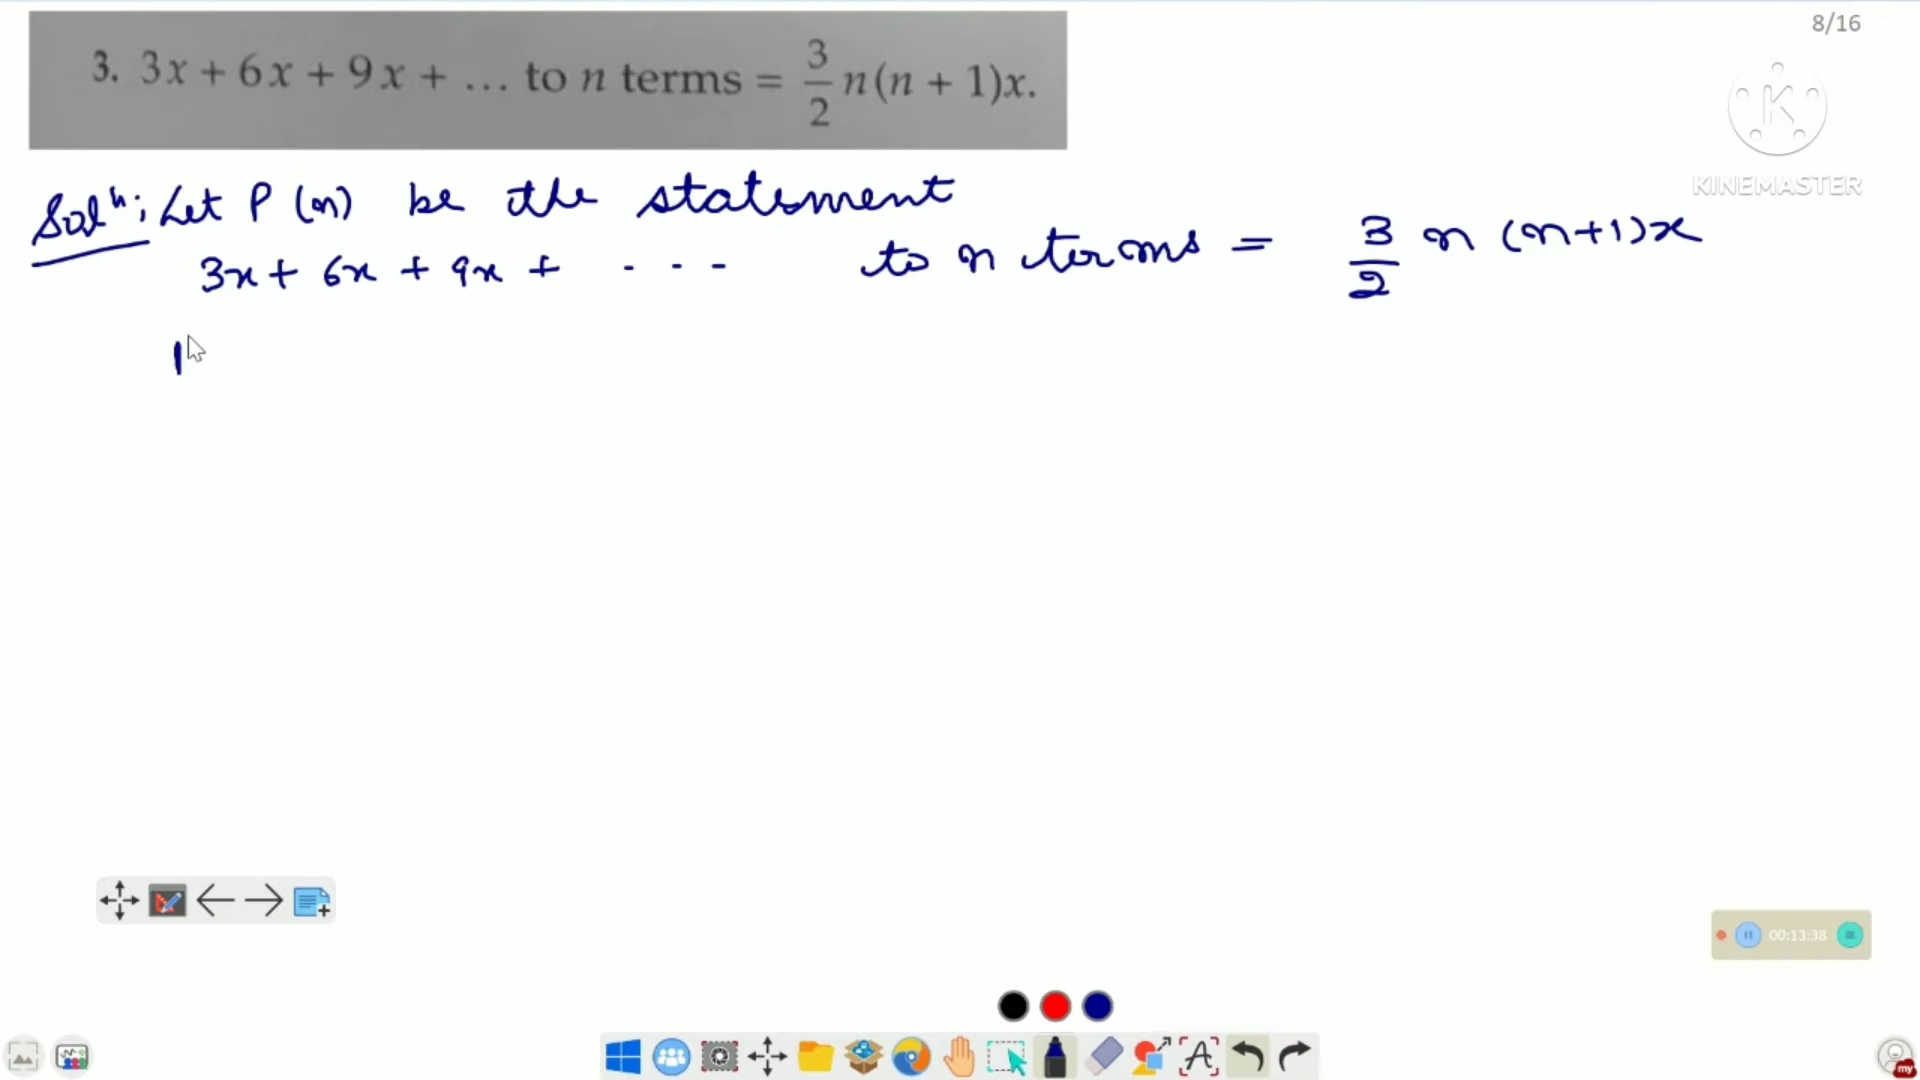 8/16
3. 3x + 6x + 9x + ... to n terms = 3/2 n(n + 1)x.
KINEMASTER
Solⁿ; Let P(n) be the statement
3x + 6x + 9x + - - - to n terms = 3/2 n (n+1)x
00:13:38
my